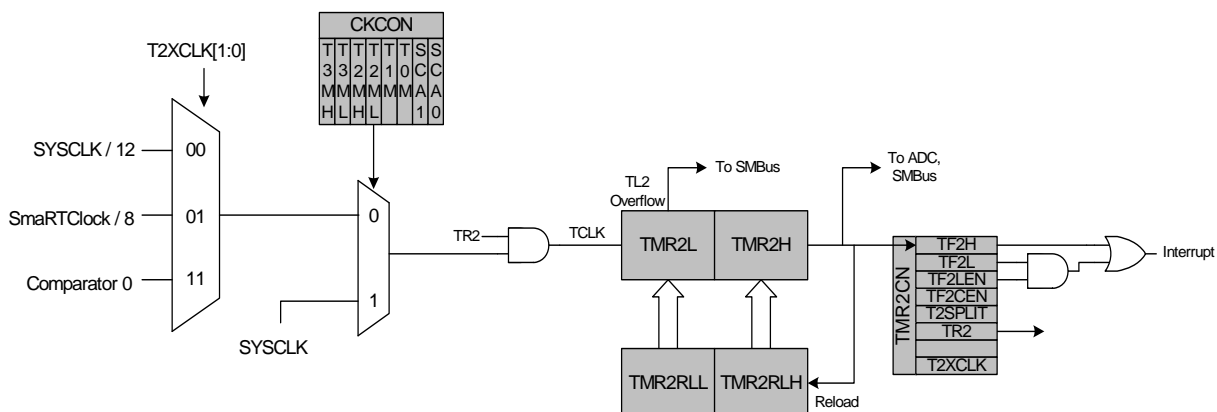 CKCON
T3MH T3ML T2MH T2ML T1M T0M SCA1 SCA0
T2XCLK[1:0]
SYSCLK / 12
00
SmaRTClock / 8
01
Comparator 0
11
0
1
SYSCLK
TR2
TCLK
TL2
Overflow
To SMBus
To ADC,
SMBus
TMR2L
TMR2H
TMR2RLL
TMR2RLH
Reload
TMR2CN
TF2H
TF2L
TF2LEN
TF2CEN
T2SPLIT
TR2
T2XCLK
Interrupt